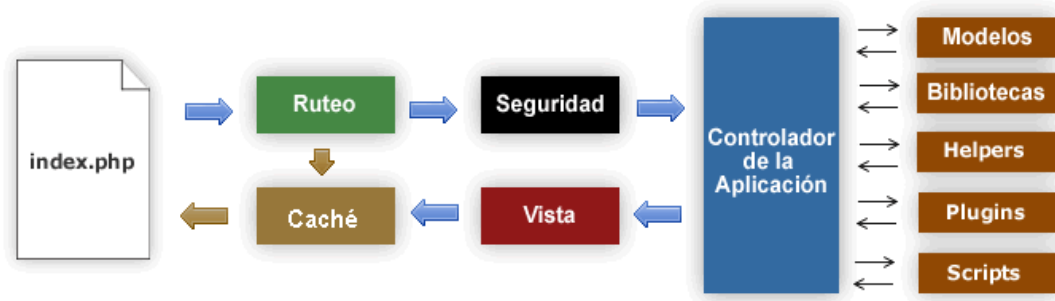 index.php
Ruteo
Seguridad
Caché
Vista
Controlador
de la
Aplicación
Modelos
Bibliotecas
Helpers
Plugins
Scripts